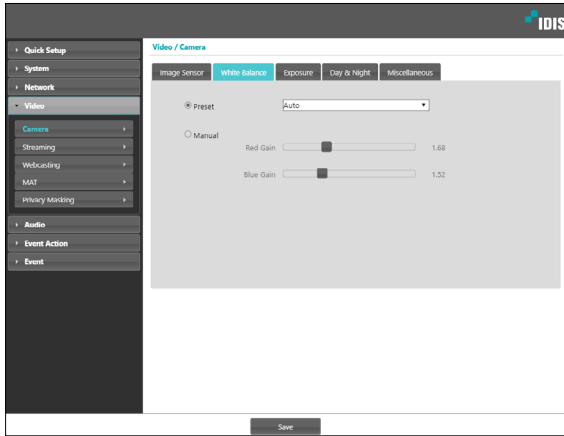 IDIS
Quick Setup
System
Network
Video
Camera
Streaming
Webcasting
MAT
Privacy Masking
Audio
Event Action
Event
Video / Camera
Image Sensor White Balance Exposure Day & Night Miscellaneous
Preset Auto
Manual
Red Gain 1.68
Blue Gain 1.52
Save